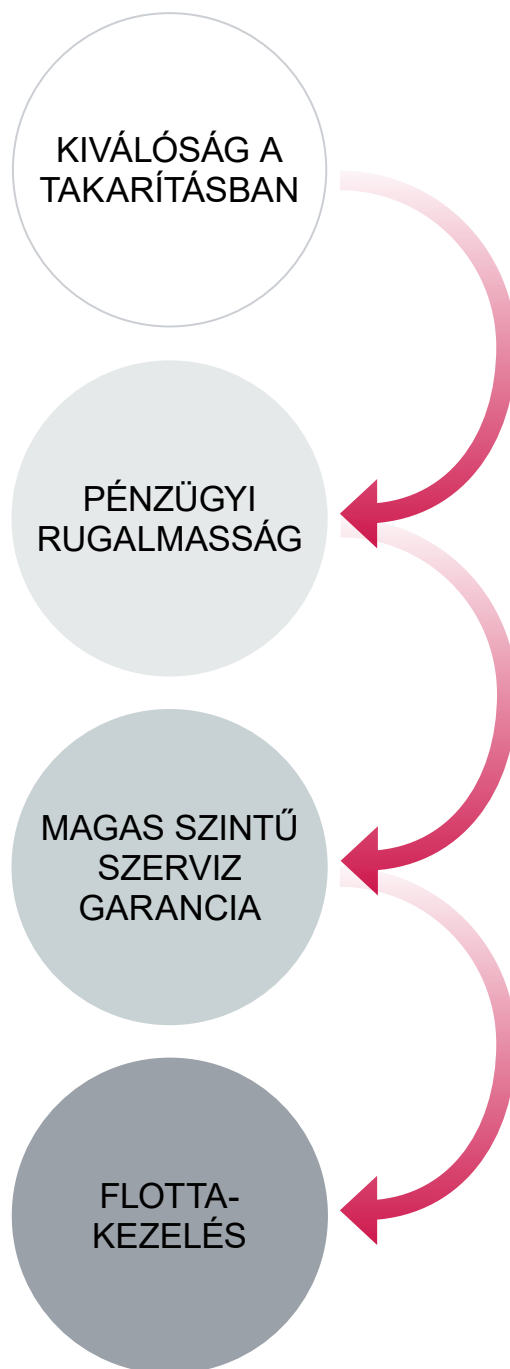 KIVÁLÓSÁG A
TAKARÍTÁSBAN
PÉNZÜGYI
RUGALMASSÁG
MAGAS SZINTŰ
SZERVIZ
GARANCIA
FLOTTA-
KEZELÉS